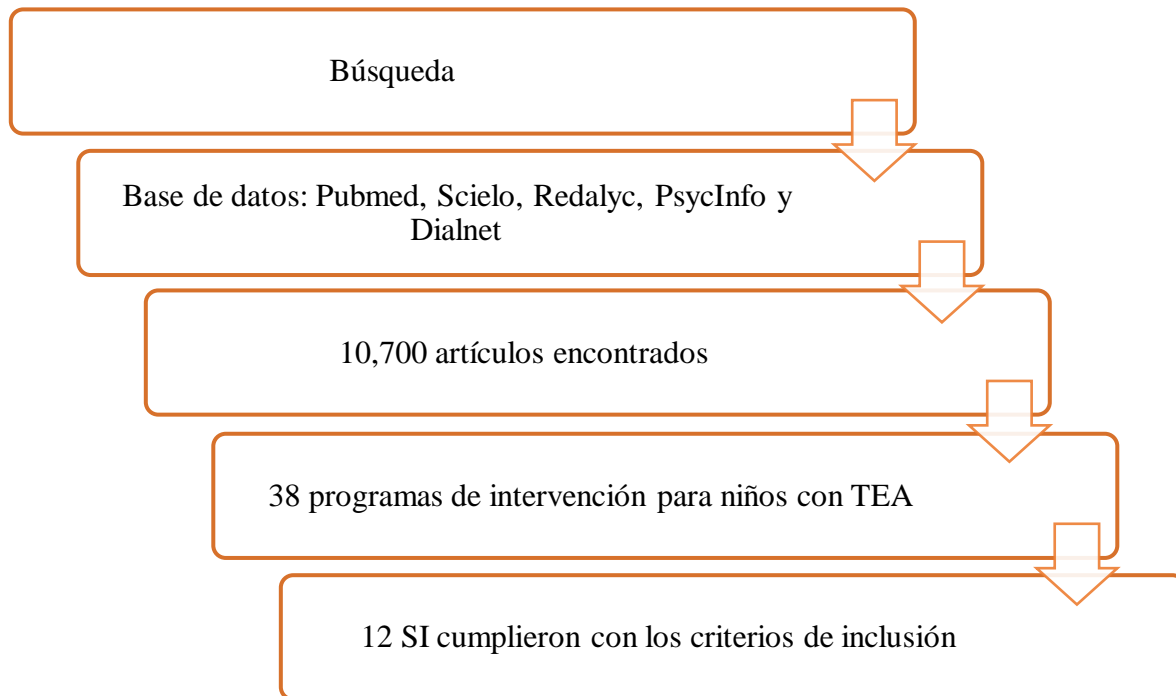 Búsqueda
Base de datos: Pubmed, Scielo, Redalyc, PsycInfo y
Dialnet
10,700 artículos encontrados
38 programas de intervención para niños con TEA
12 SI cumplieron con los criterios de inclusión